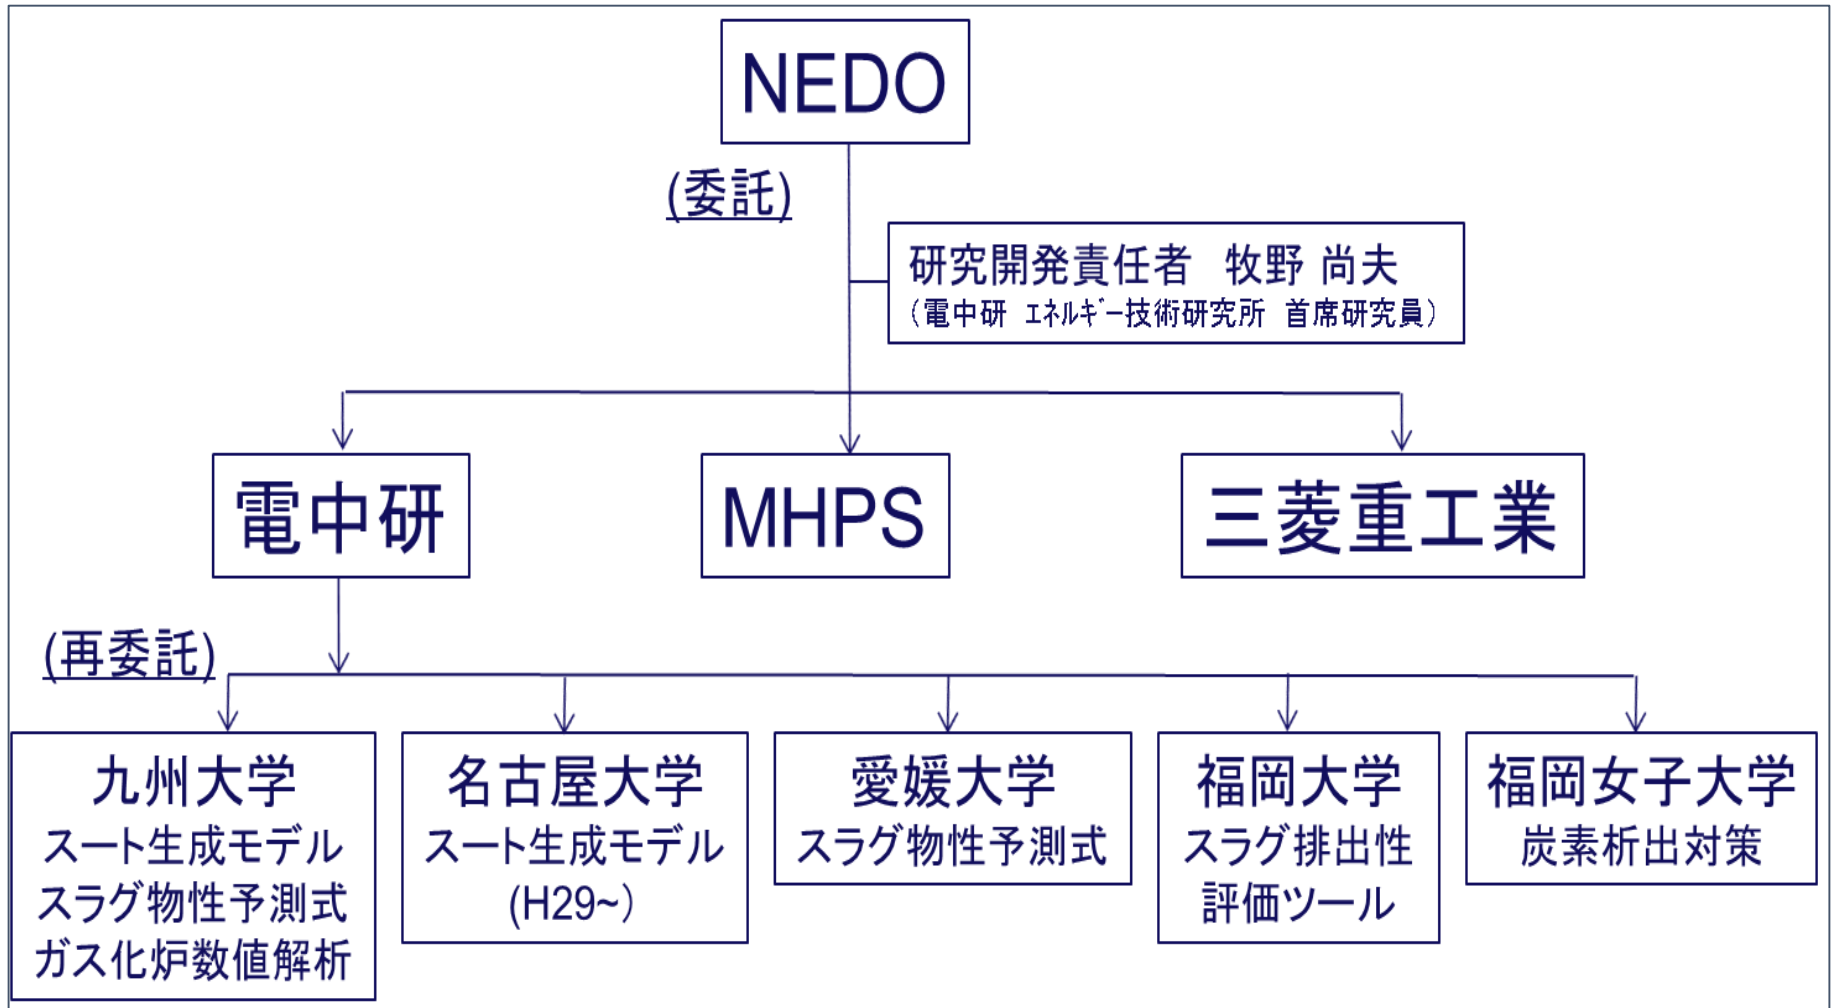 NEDO
(委託)
研究開発責任者　牧野 尚夫
（電中研 ｴﾈﾙｷﾞｰ技術研究所 首席研究員）
電中研
MHPS
三菱重工業
(再委託)
九州大学
スート生成モデル
スラグ物性予測式
ガス化炉数値解析
名古屋大学
スート生成モデル
(H29~）
愛媛大学
スラグ物性予測式
福岡大学
スラグ排出性
評価ツール
福岡女子大学
炭素析出対策